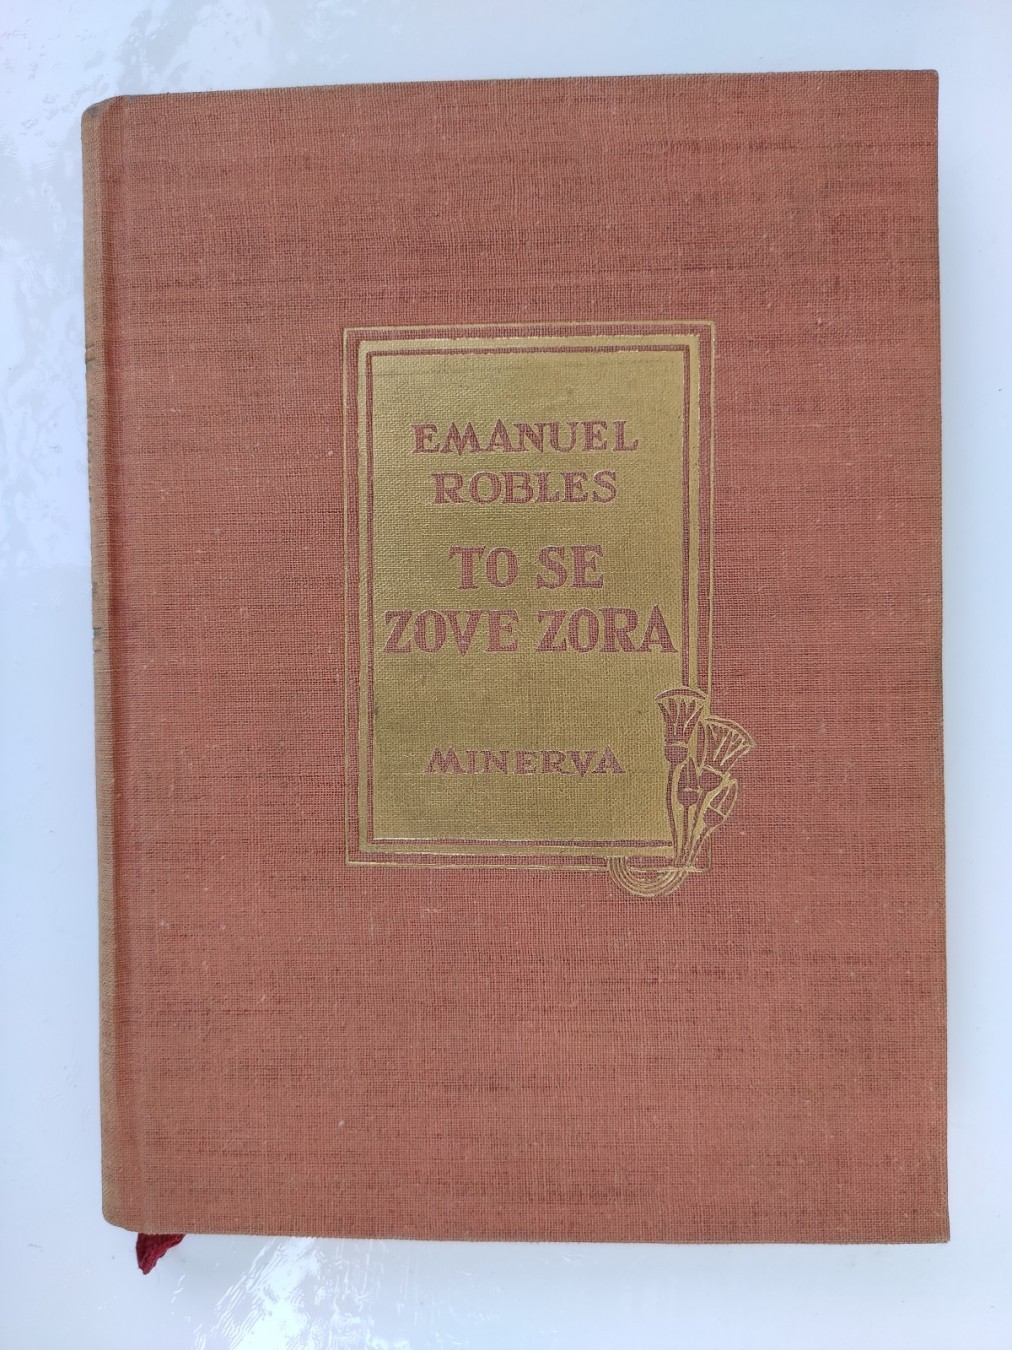 EMANUEL
ROBLES
TO SE
ZOVE ZORA
MINERVA